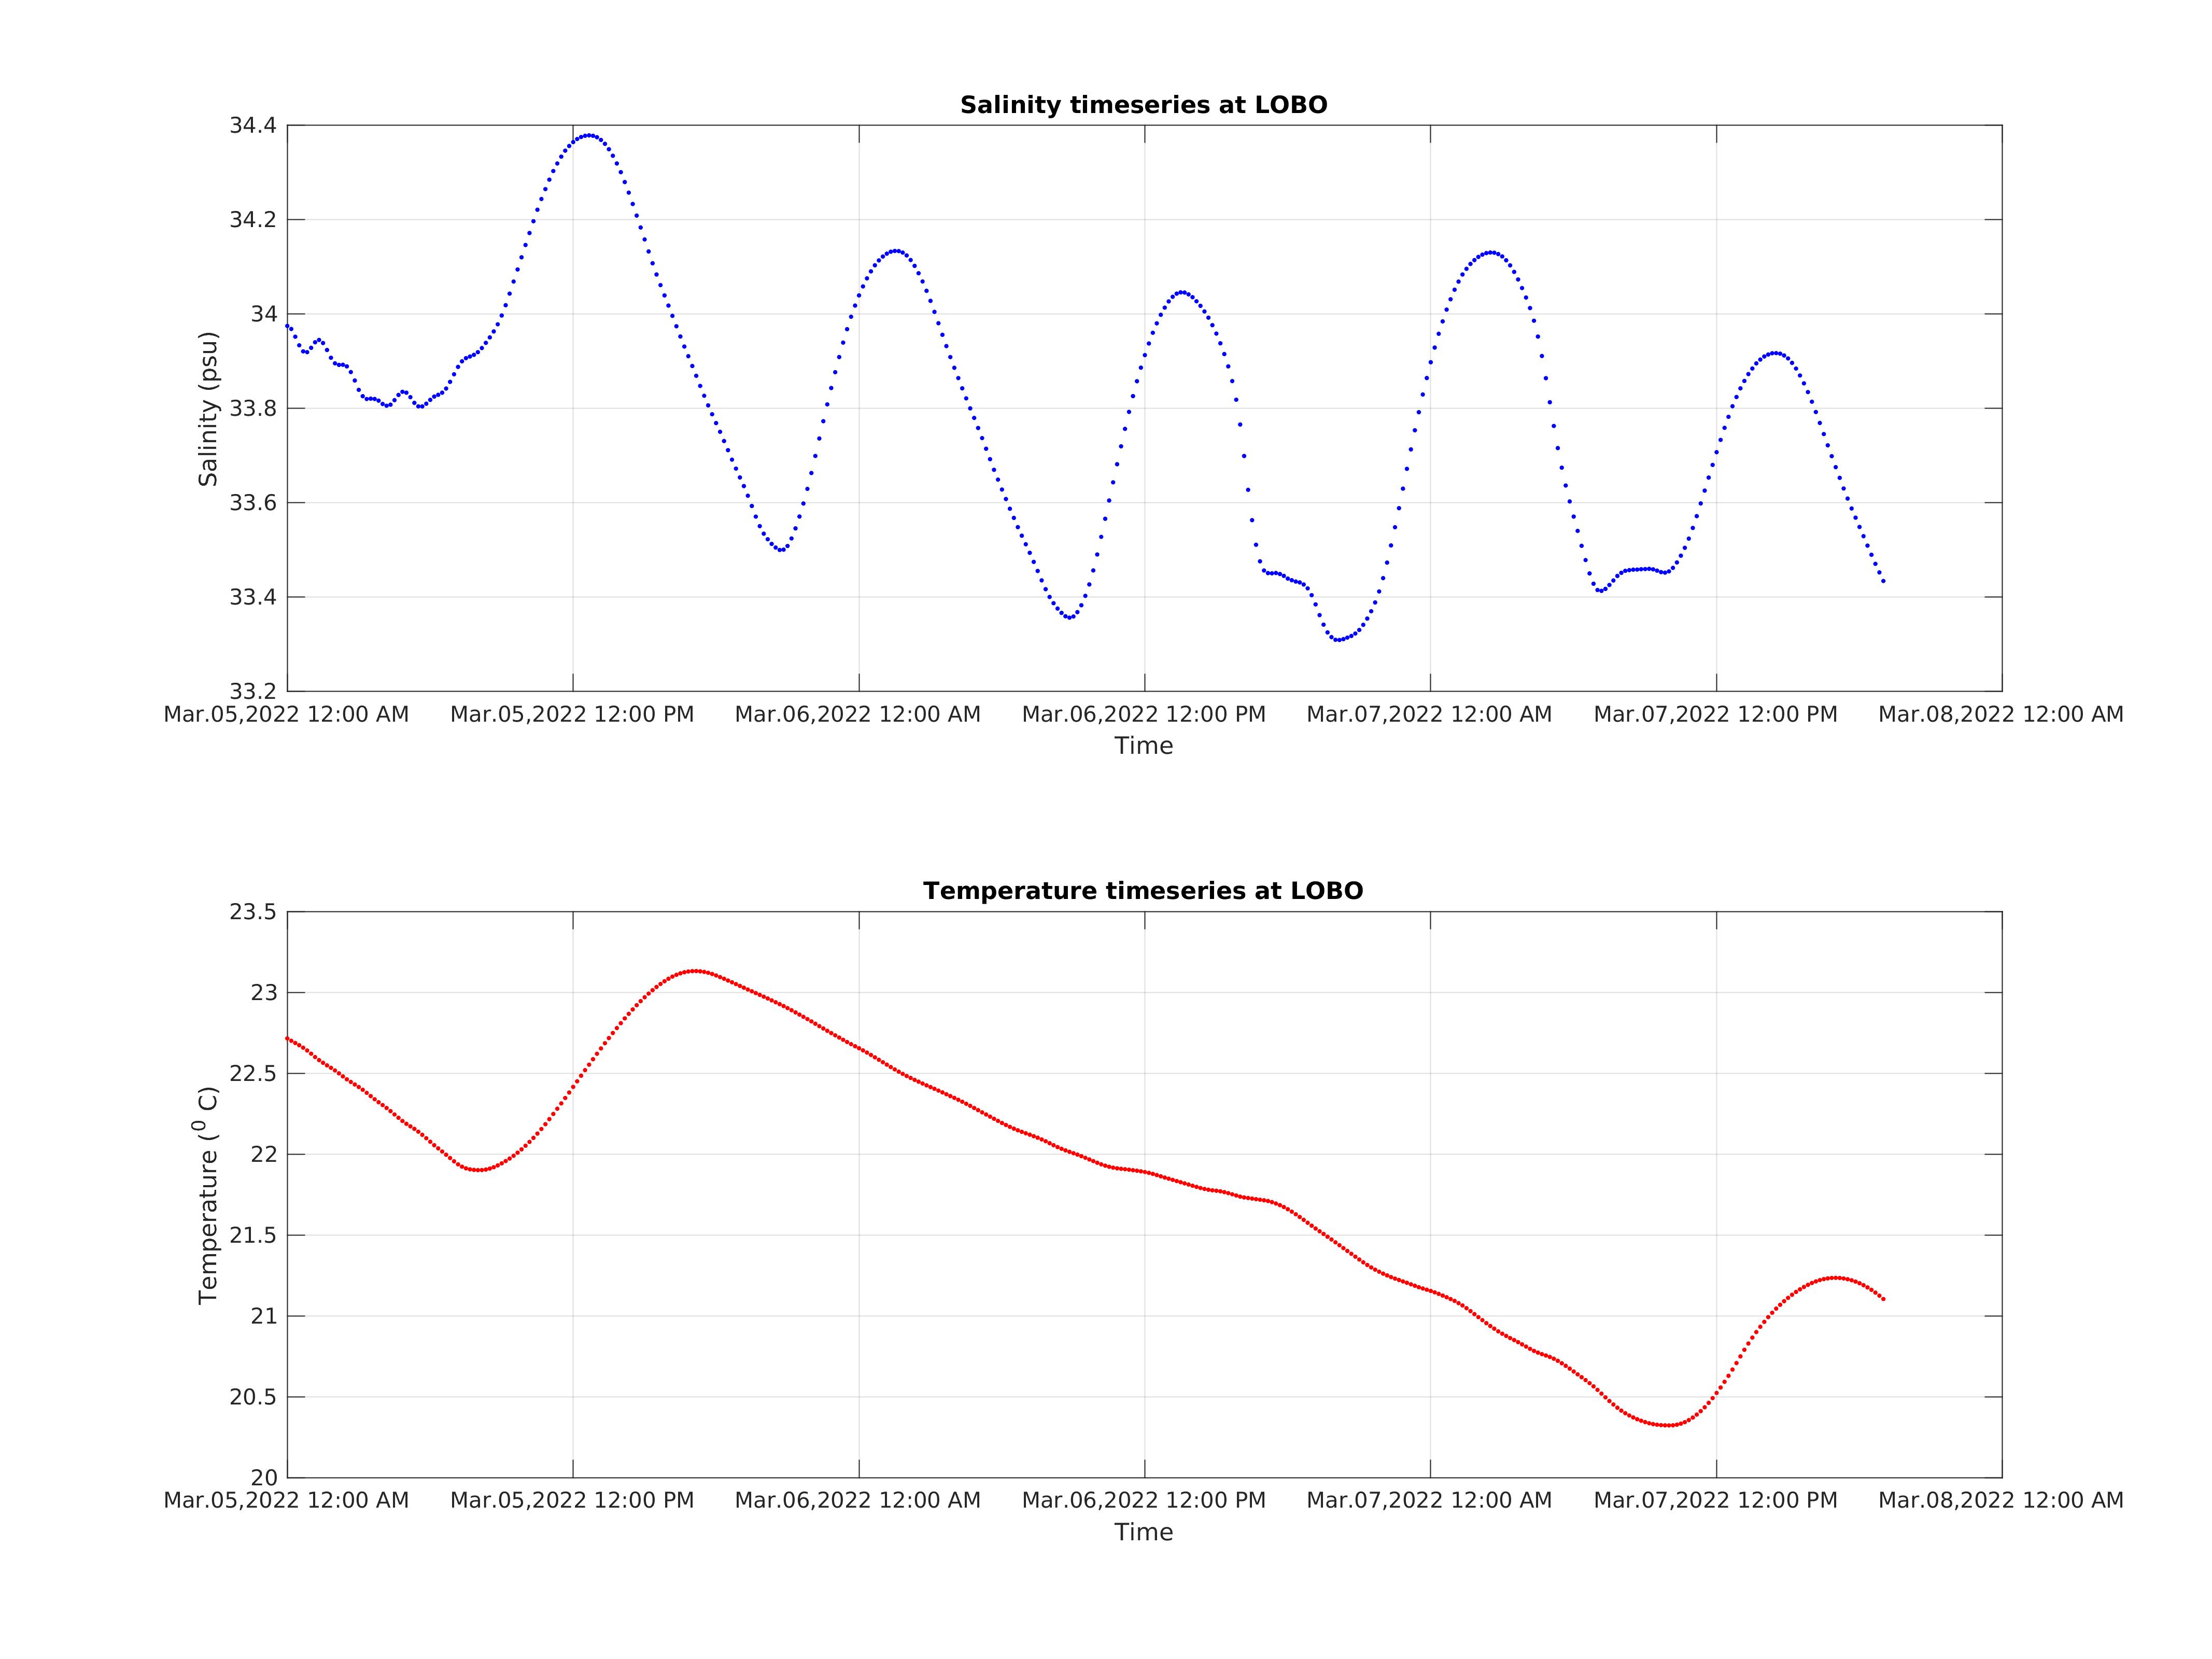 Salinity timeseries at LOBO
34.4
34.2
34
33.8
33.6
33.4
33.2
Salinity (psu)
Mar.05,2022 12:00 AM Mar.05,2022 12:00 PM Mar.06,2022 12:00 AM Mar.06,2022 12:00 PM Mar.07,2022 12:00 AM Mar.07,2022 12:00 PM Mar.08,2022 12:00 AM
Time
Temperature timeseries at LOBO
23.5
23
22.5
22
21.5
21
20.5
20
Temperature (⁰ C)
Mar.05,2022 12:00 AM Mar.05,2022 12:00 PM Mar.06,2022 12:00 AM Mar.06,2022 12:00 PM Mar.07,2022 12:00 AM Mar.07,2022 12:00 PM Mar.08,2022 12:00 AM
Time